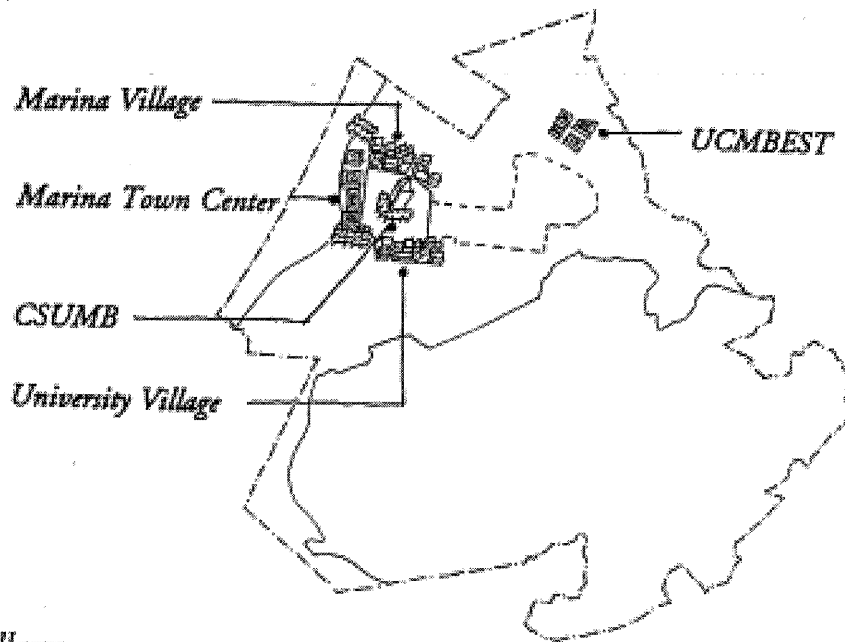 Marina Village
UCMBEST
Marina Town Center
CSUMB
University Village